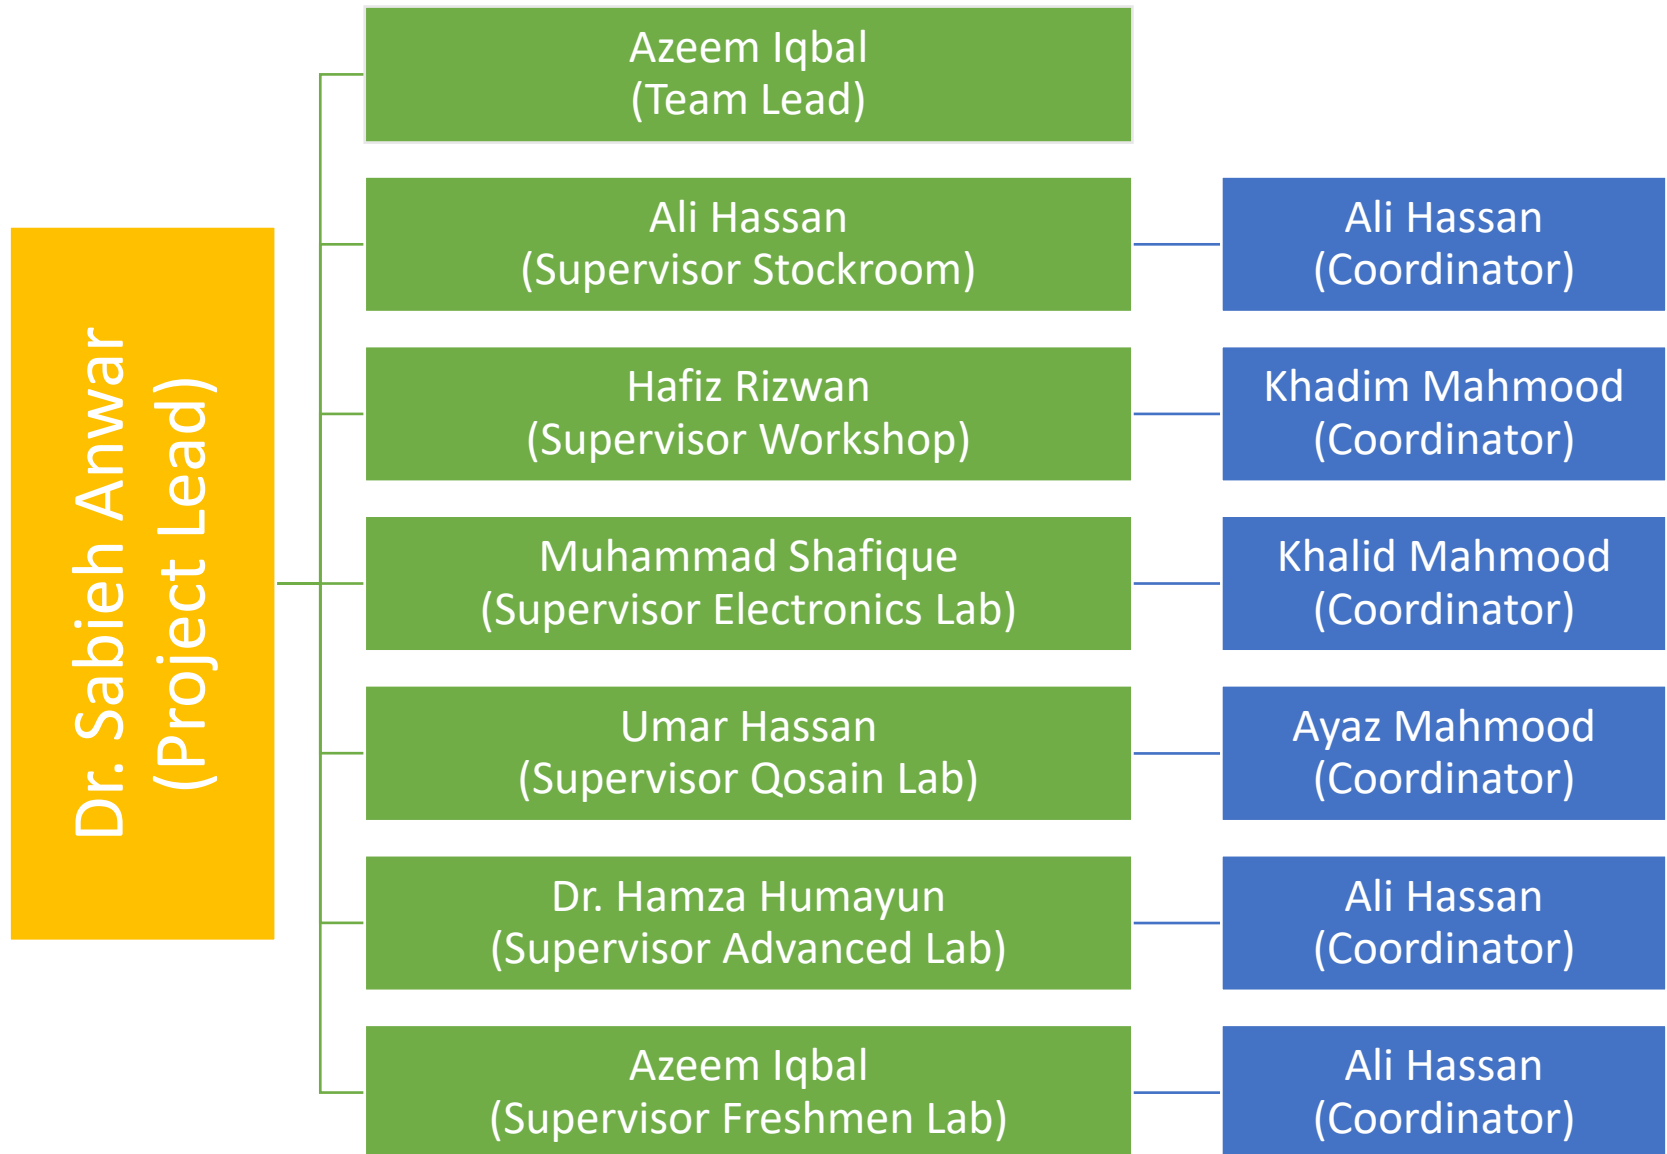 Dr. Sabieh Anwar
(Project Lead)
Azeem Iqbal
(Team Lead)
Ali Hassan
(Supervisor Stockroom)
Ali Hassan
(Coordinator)
Hafiz Rizwan
(Supervisor Workshop)
Khadim Mahmood
(Coordinator)
Muhammad Shafique
(Supervisor Electronics Lab)
Khalid Mahmood
(Coordinator)
Umar Hassan
(Supervisor Qosain Lab)
Ayaz Mahmood
(Coordinator)
Dr. Hamza Humayun
(Supervisor Advanced Lab)
Ali Hassan
(Coordinator)
Azeem Iqbal
(Supervisor Freshmen Lab)
Ali Hassan
(Coordinator)